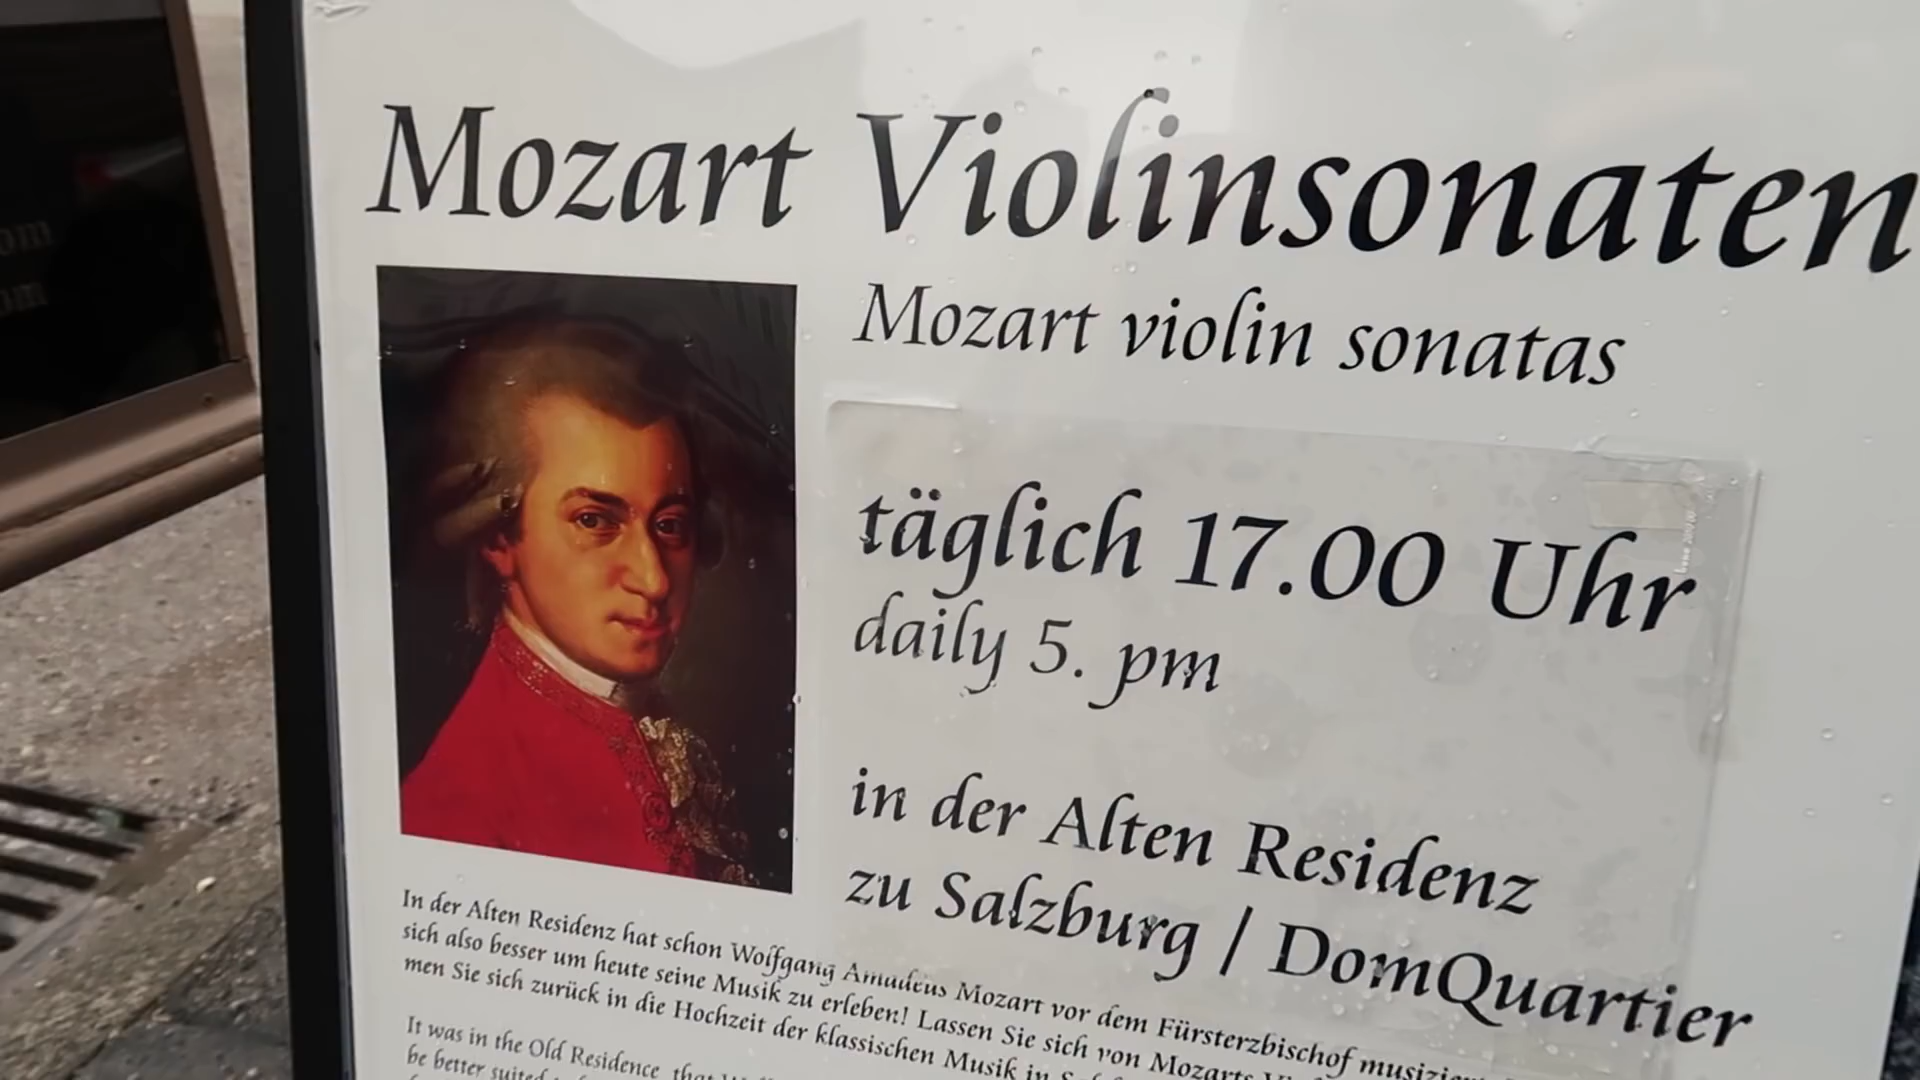 Mozart Violinsonaten
Mozart violin sonatas
täglich 17.00 Uhr
daily 5. pm
in der Alten Residenz
zu Salzburg / DomQuartier
In der Alten Residenz hat schon Wolfgang Amadeus Mozart vor dem Fürsterzbischof
sich also besser um heute seine Musik zu erleben! Lassen Sie sich von Mozarts
men Sie sich zurück in die Hochzeit der klassischen Musik in
It was in the Old Residence that
be better suited
om
om